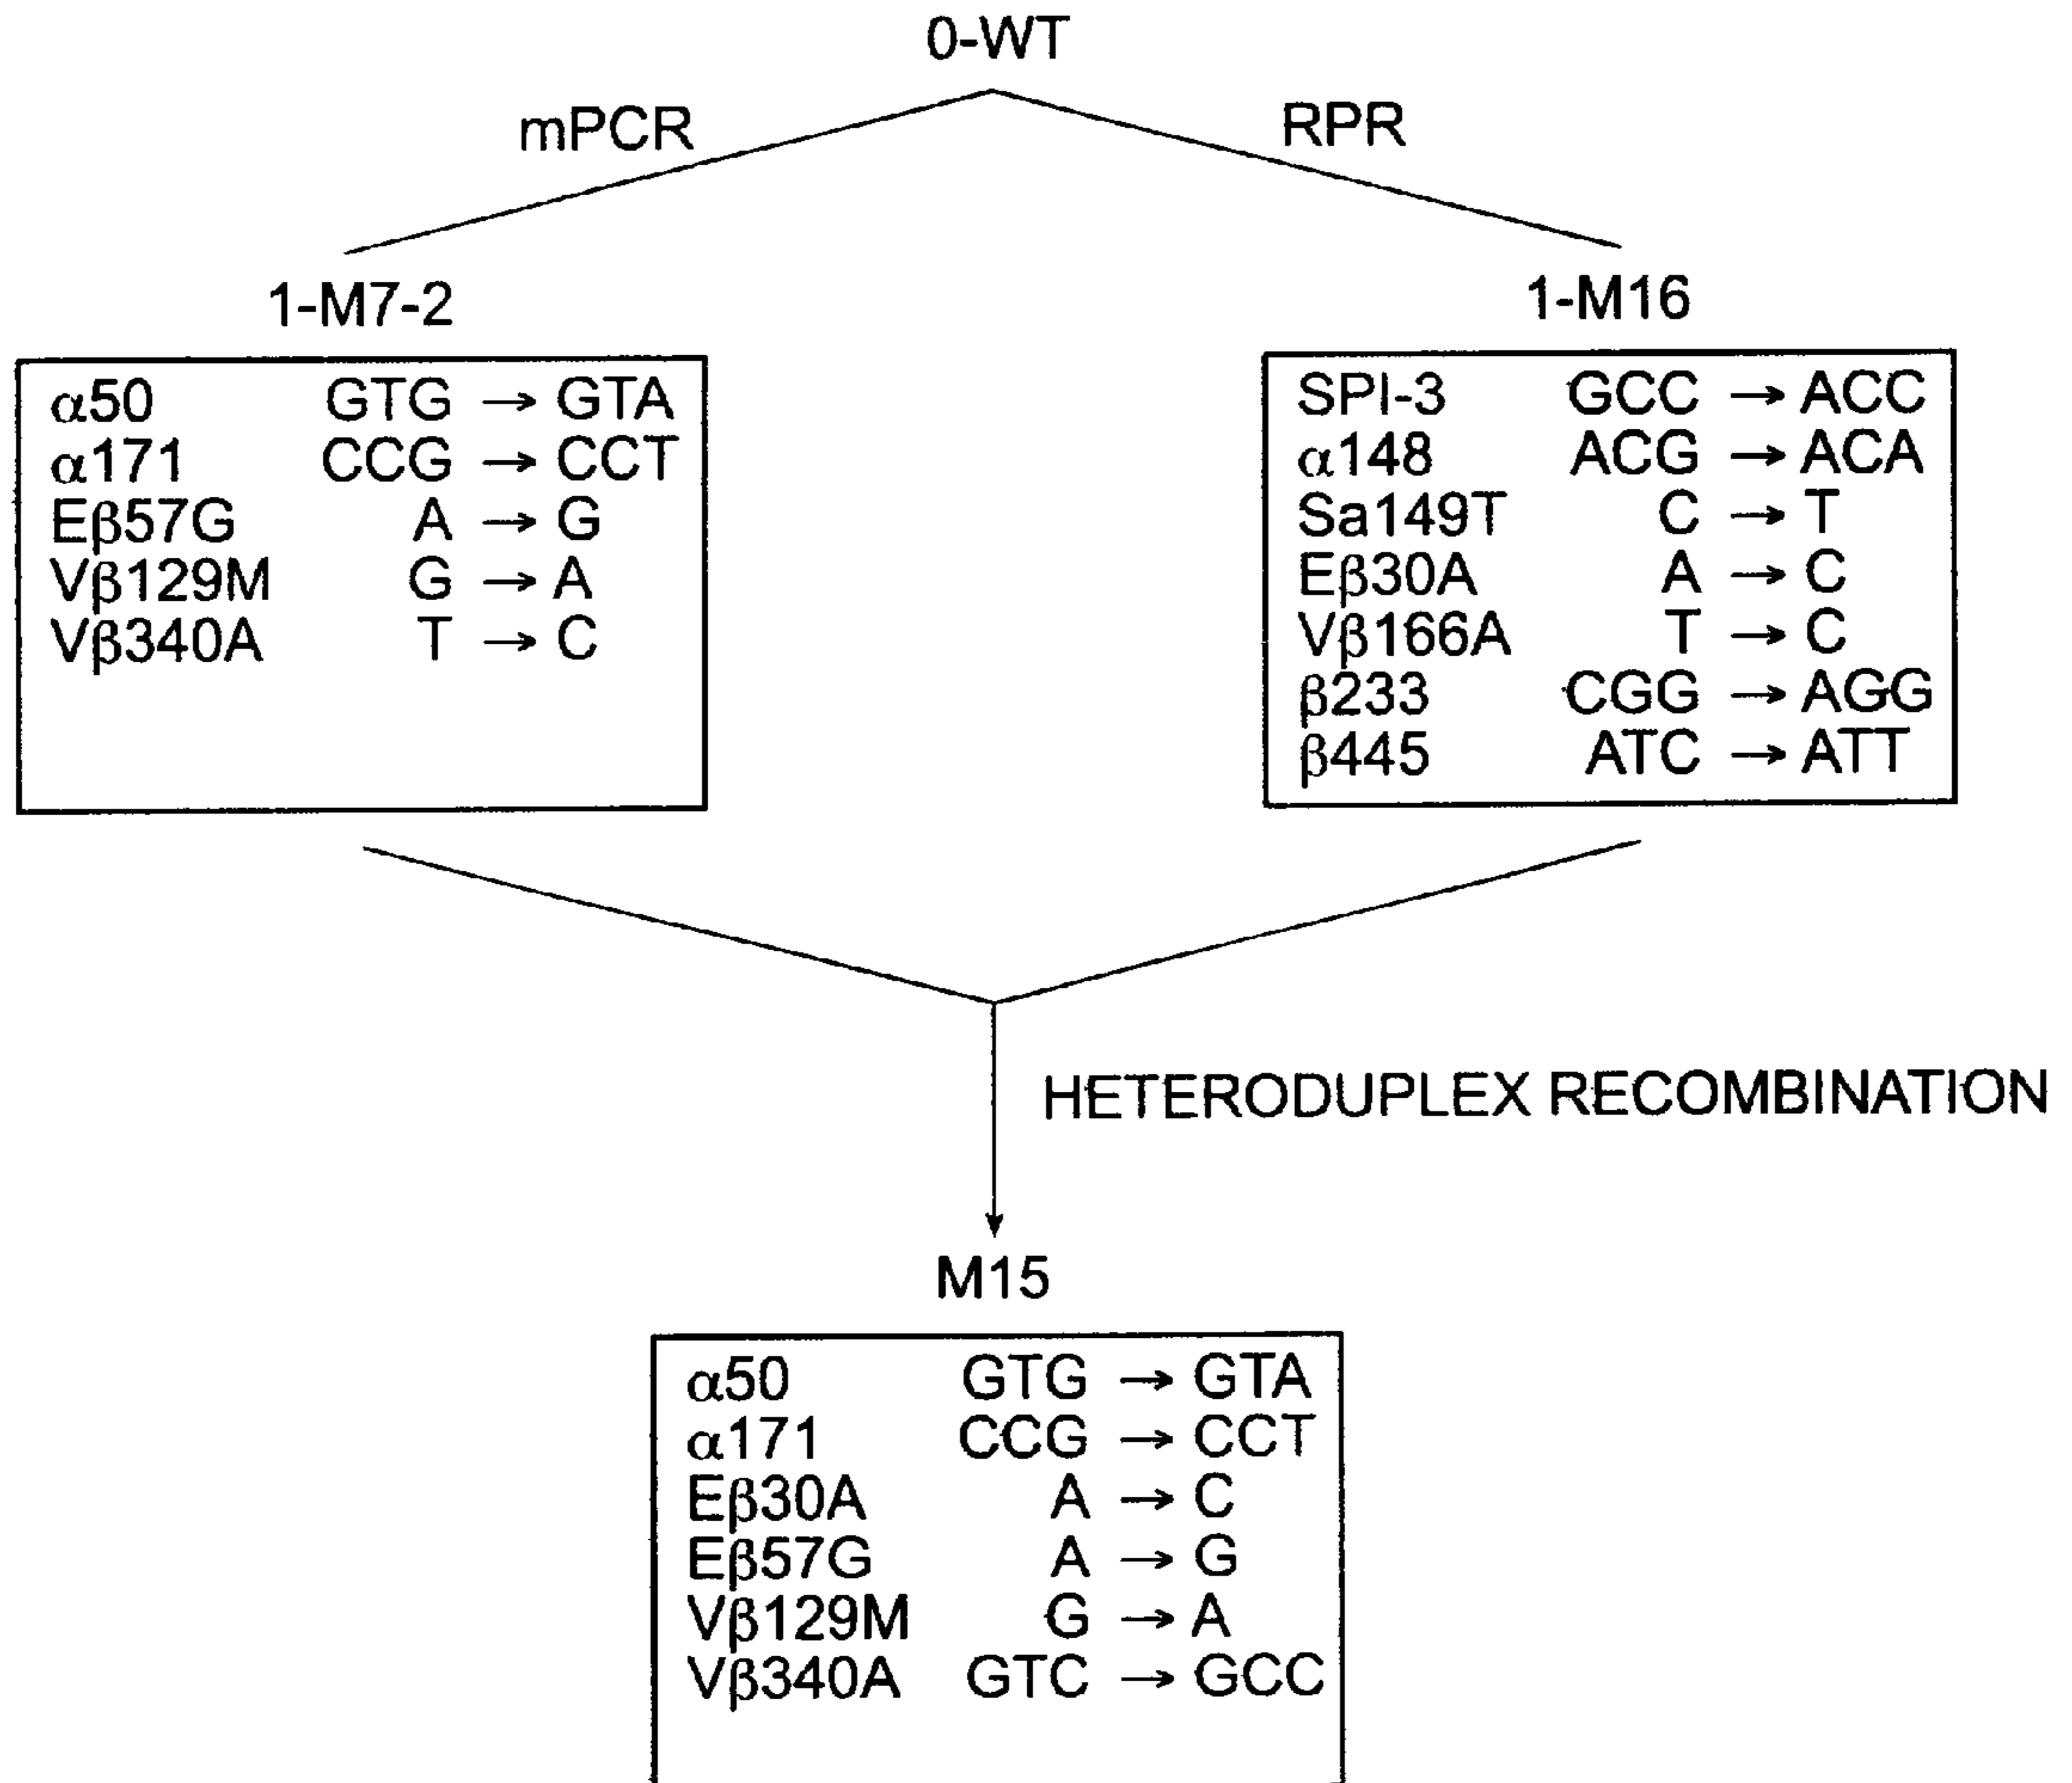 0-WT
mPCR
RPR
1-M7-2
α50 GTG → GTA
α171 CCG → CCT
Eβ57G A → G
Vβ129M G → A
Vβ340A T → C
1-M16
SPI-3 GCC → ACC
α148 ACG → ACA
Sa149T C → T
Eβ30A A → C
Vβ166A T → C
β233 CGG → AGG
β445 ATC → ATT
HETERODUPLEX RECOMBINATION
M15
α50 GTG → GTA
α171 CCG → CCT
Eβ30A A → C
Eβ57G A → G
Vβ129M G → A
Vβ340A GTC → GCC